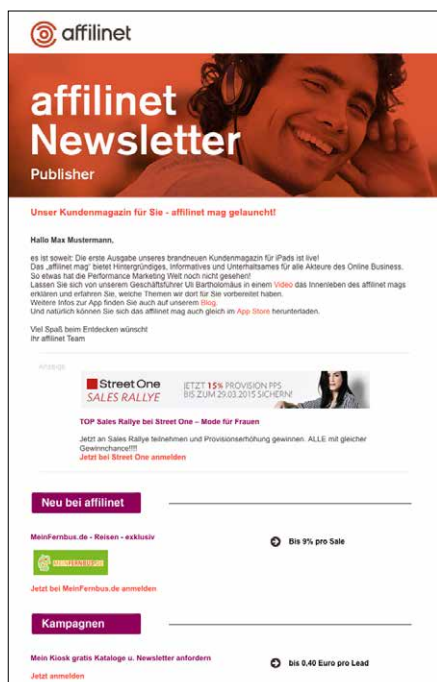 affilinet
affilinet
Newsletter
Publisher
Unser Kundenmagazin für Sie - affilinet mag gelauncht!
Hallo Max Mustermann,
es ist soweit: Die erste Ausgabe unseres brandneuen Kundenmagazin für iPads ist live!
Das „affilinet mag“ bietet Hintergründiges, Informatives und Unterhaltsames für alle Akteure des Online Business.
So etwas hat die Performance Marketing Welt noch nicht gesehen!
Lassen Sie sich von unserem Geschäftsführer Uli Bartholomäus in einem Video das Innenleben des affilinet mags
erklären und erfahren Sie, welche Themen wir dort für Sie vorbereitet haben.
Weitere Infos zur App finden Sie auch auf unserem Blog.
Und natürlich können Sie sich das affilinet mag auch gleich im App Store herunterladen.
Viel Spaß beim Entdecken wünscht
Ihr affilinet Team
Anzeige
Street One
SALES RALLYE
JETZT 15% PROVISION PPS
BIS ZUM 29.03.2015 SICHERN!
TOP Sales Rallye bei Street One – Mode für Frauen
Jetzt an Sales Rallye teilnehmen und Provisionserhöhung gewinnen. ALLE mit gleicher
Gewinnchance!!!!
Jetzt bei Street One anmelden
Neu bei affilinet
MeinFernbus.de - Reisen - exklusiv
Bis 9% pro Sale
MEINFERNBUS.DE
Jetzt bei MeinFernbus.de anmelden
Kampagnen
Mein Kiosk gratis Kataloge u. Newsletter anfordern
bis 0,40 Euro pro Lead
Jetzt anmelden